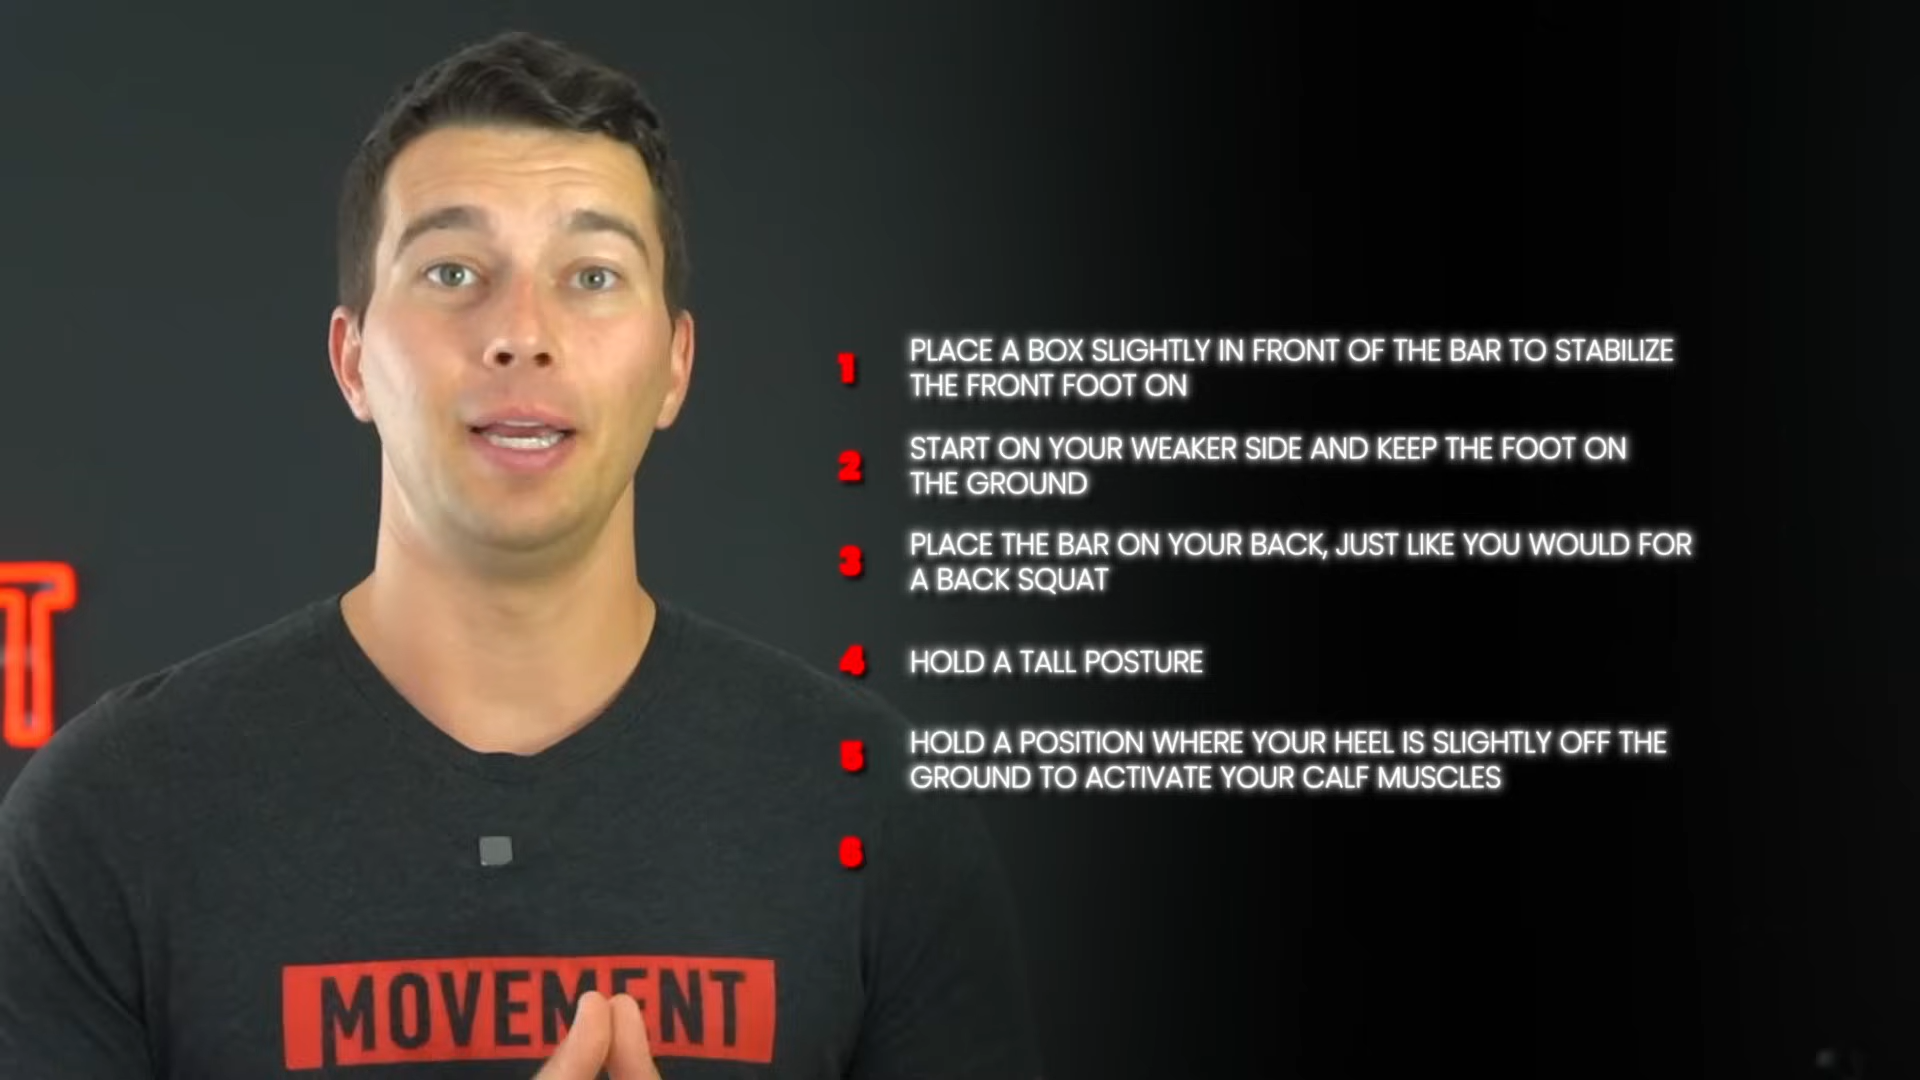 1 PLACE A BOX SLIGHTLY IN FRONT OF THE BAR TO STABILIZE
THE FRONT FOOT ON
2 START ON YOUR WEAKER SIDE AND KEEP THE FOOT ON
THE GROUND
3 PLACE THE BAR ON YOUR BACK, JUST LIKE YOU WOULD FOR
A BACK SQUAT
4 HOLD A TALL POSTURE
5 HOLD A POSITION WHERE YOUR HEEL IS SLIGHTLY OFF THE
GROUND TO ACTIVATE YOUR CALF MUSCLES
6
T
MOVEMENT